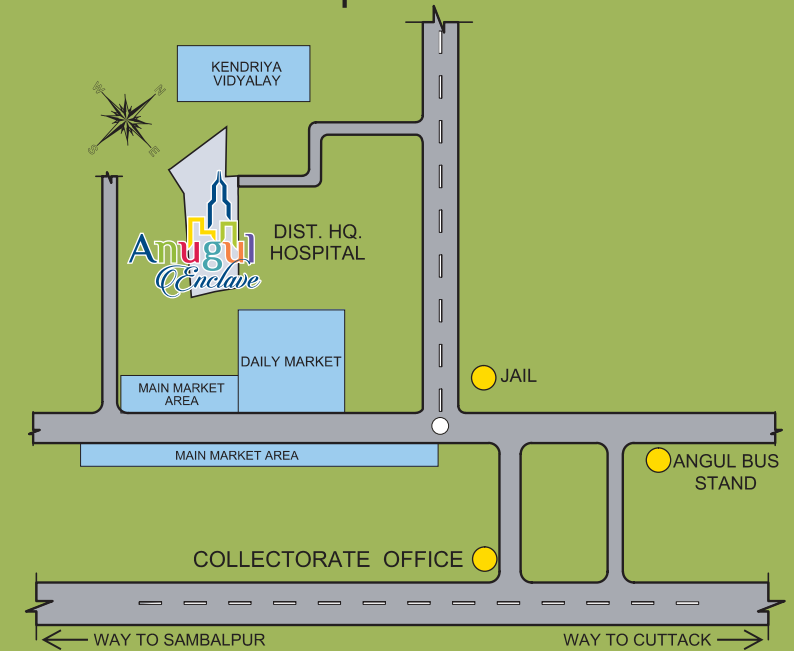 KENDRIYA
VIDYALAY
W
N
S
E
Anugul
Enclave
DIST. HQ.
HOSPITAL
DAILY MARKET
MAIN MARKET
AREA
JAIL
MAIN MARKET AREA
ANGUL BUS
STAND
COLLECTORATE OFFICE
WAY TO SAMBALPUR
WAY TO CUTTACK